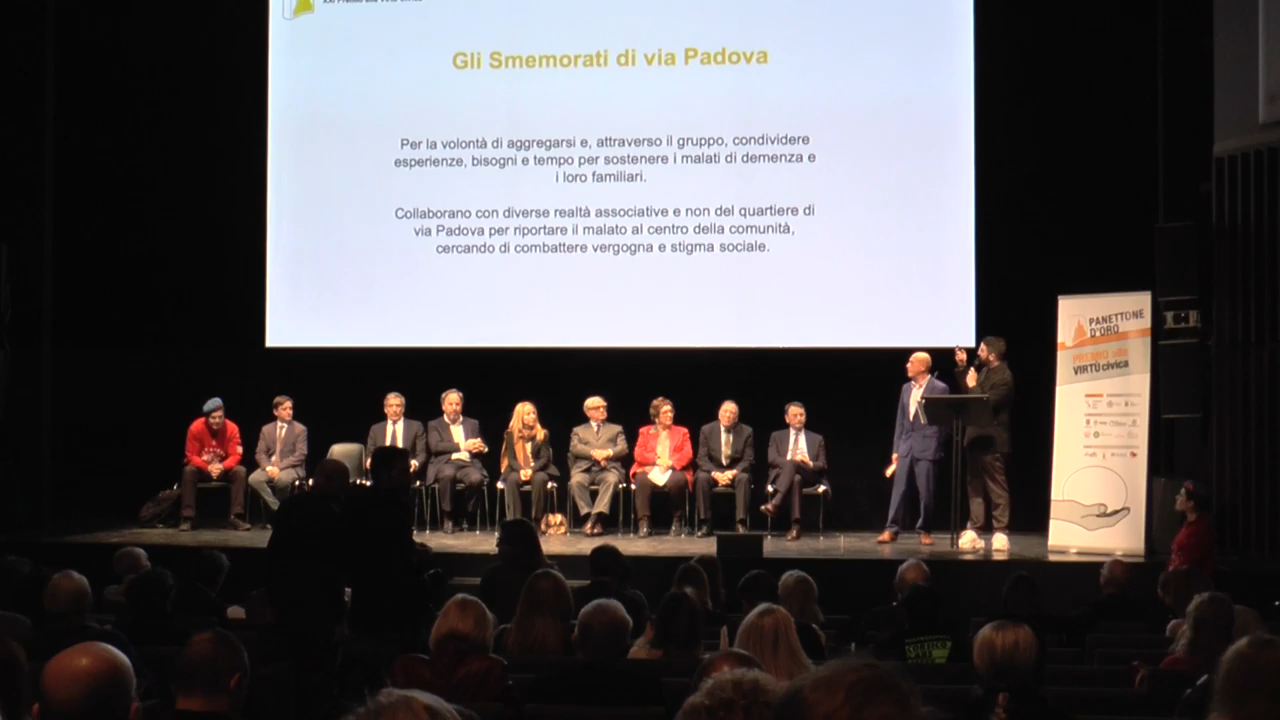 Gli Smemorati di via Padova
Per la volontà di aggregarsi e, attraverso il gruppo, condividere
esperienze, bisogni e tempo per sostenere i malati di demenza e
i loro familiari.
Collaborano con diverse realtà associative e non del quartiere di
via Padova per riportare il malato al centro della comunità,
cercando di combattere vergogna e stigma sociale.
PANETTONE
D'ORO
PREMIO alla
VIRTÙ civica